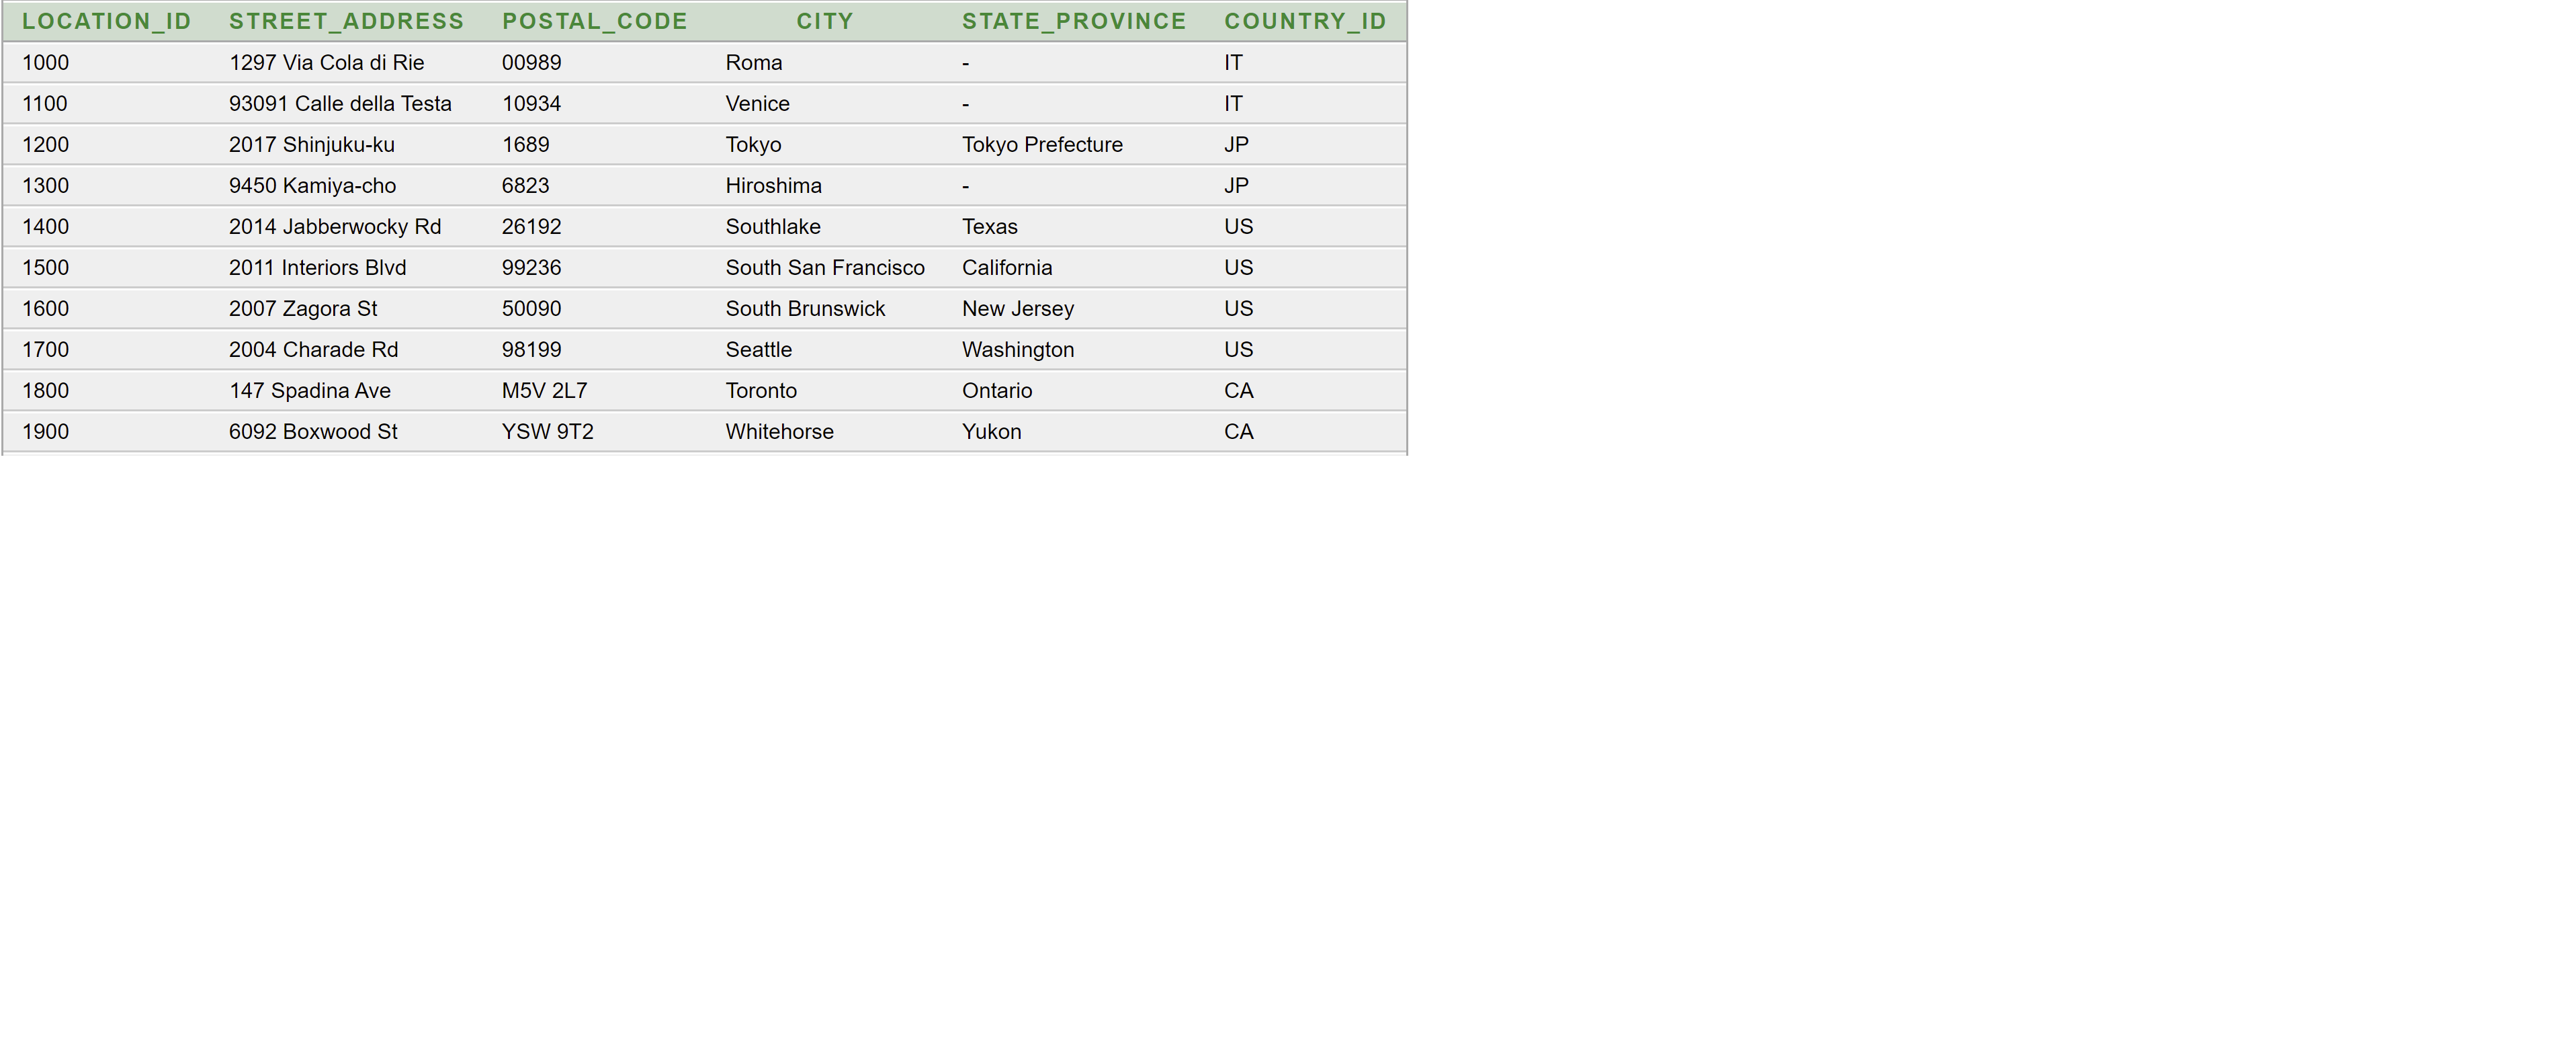 LOCATION_ID STREET_ADDRESS POSTAL_CODE CITY STATE_PROVINCE COUNTRY_ID
1000 1297 Via Cola di Rie 00989 Roma - IT
1100 93091 Calle della Testa 10934 Venice - IT
1200 2017 Shinjuku-ku 1689 Tokyo Tokyo Prefecture JP
1300 9450 Kamiya-cho 6823 Hiroshima - JP
1400 2014 Jabberwocky Rd 26192 Southlake Texas US
1500 2011 Interiors Blvd 99236 South San Francisco California US
1600 2007 Zagora St 50090 South Brunswick New Jersey US
1700 2004 Charade Rd 98199 Seattle Washington US
1800 147 Spadina Ave M5V 2L7 Toronto Ontario CA
1900 6092 Boxwood St YSW 9T2 Whitehorse Yukon CA